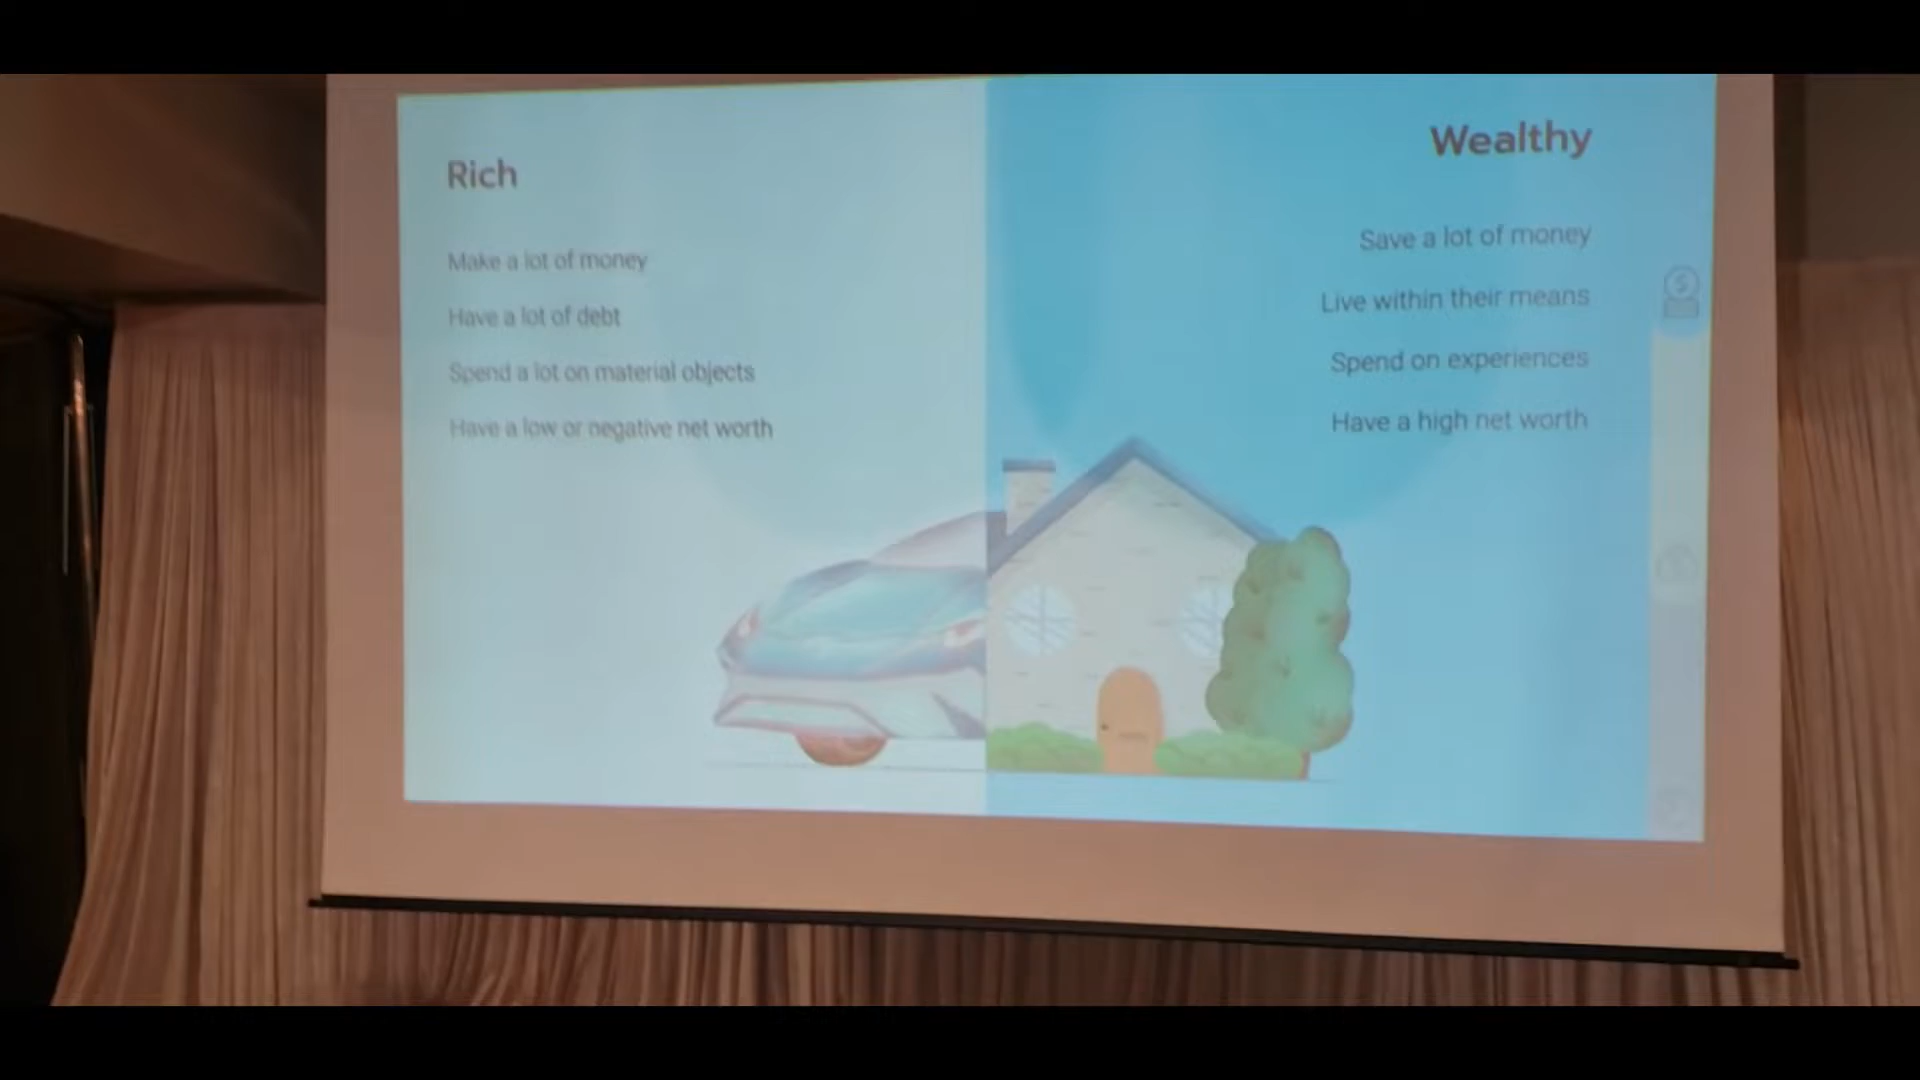 Rich
Make a lot of money
Have a lot of debt
Spend a lot on material objects
Have a low or negative net worth
Wealthy
Save a lot of money
Live within their means
Spend on experiences
Have a high net worth
$